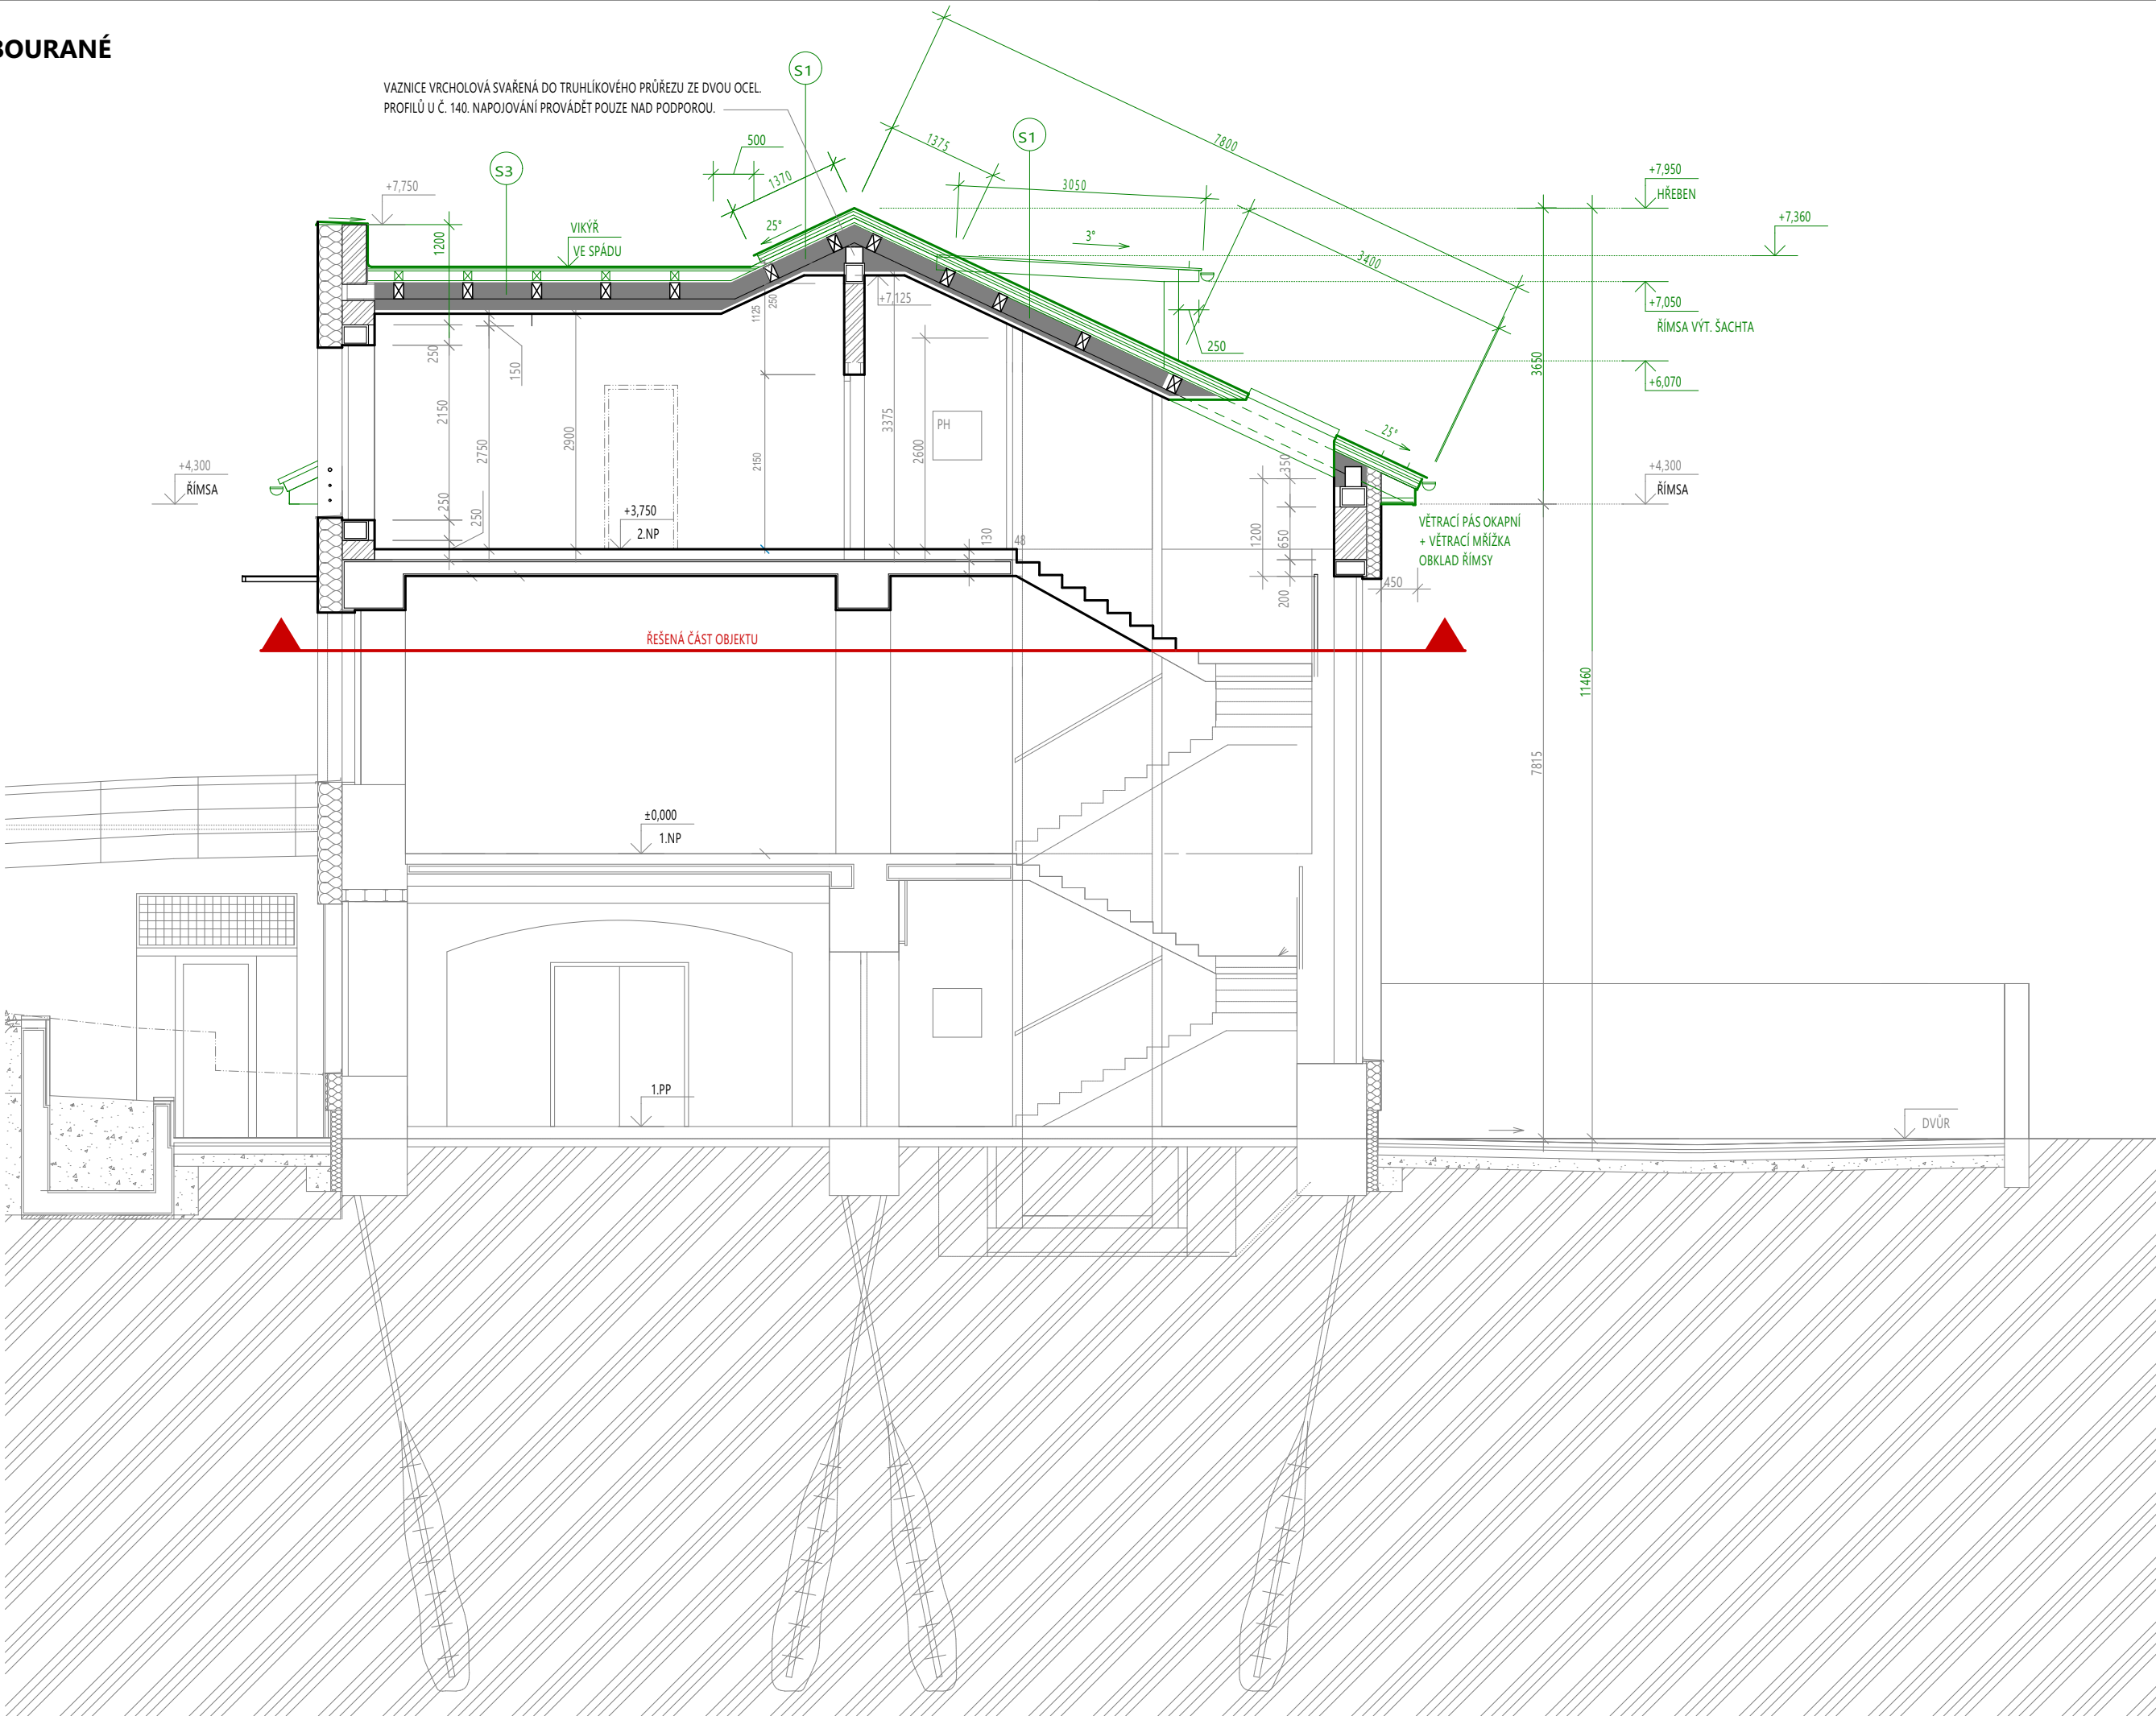 BOURANÉ
VAZNICE VRCHOLOVÁ SVAŘENÁ DO TRUHLÍKOVÉHO PRŮŘEZU ZE DVOU OCEL.
PROFILŮ U Č. 140. NAPOJOVÁNÍ PROVÁDĚT POUZE NAD PODPOROU.
S1
S1
S3
500
1370
1375
7800
3050
3400
+7,950
HŘEBEN
+7,360
+7,750
1200
VIKÝŘ
VE SPÁDU
25°
3°
+7,125
+7,050
ŘÍMSA VÝT. ŠACHTA
250
+6,070
3650
250
150
1125
250
2150
2750
2900
2150
3375
2600
PH
25°
+4,300
ŘÍMSA
+4,300
ŘÍMSA
250
250
+3,750
2.NP
130
48
350
1200
650
200
450
VĚTRACÍ PÁS OKAPNÍ
+ VĚTRACÍ MŘÍŽKA
OBKLAD ŘÍMSY
ŘEŠENÁ ČÁST OBJEKTU
11460
7815
±0,000
1.NP
1.PP
DVŮR